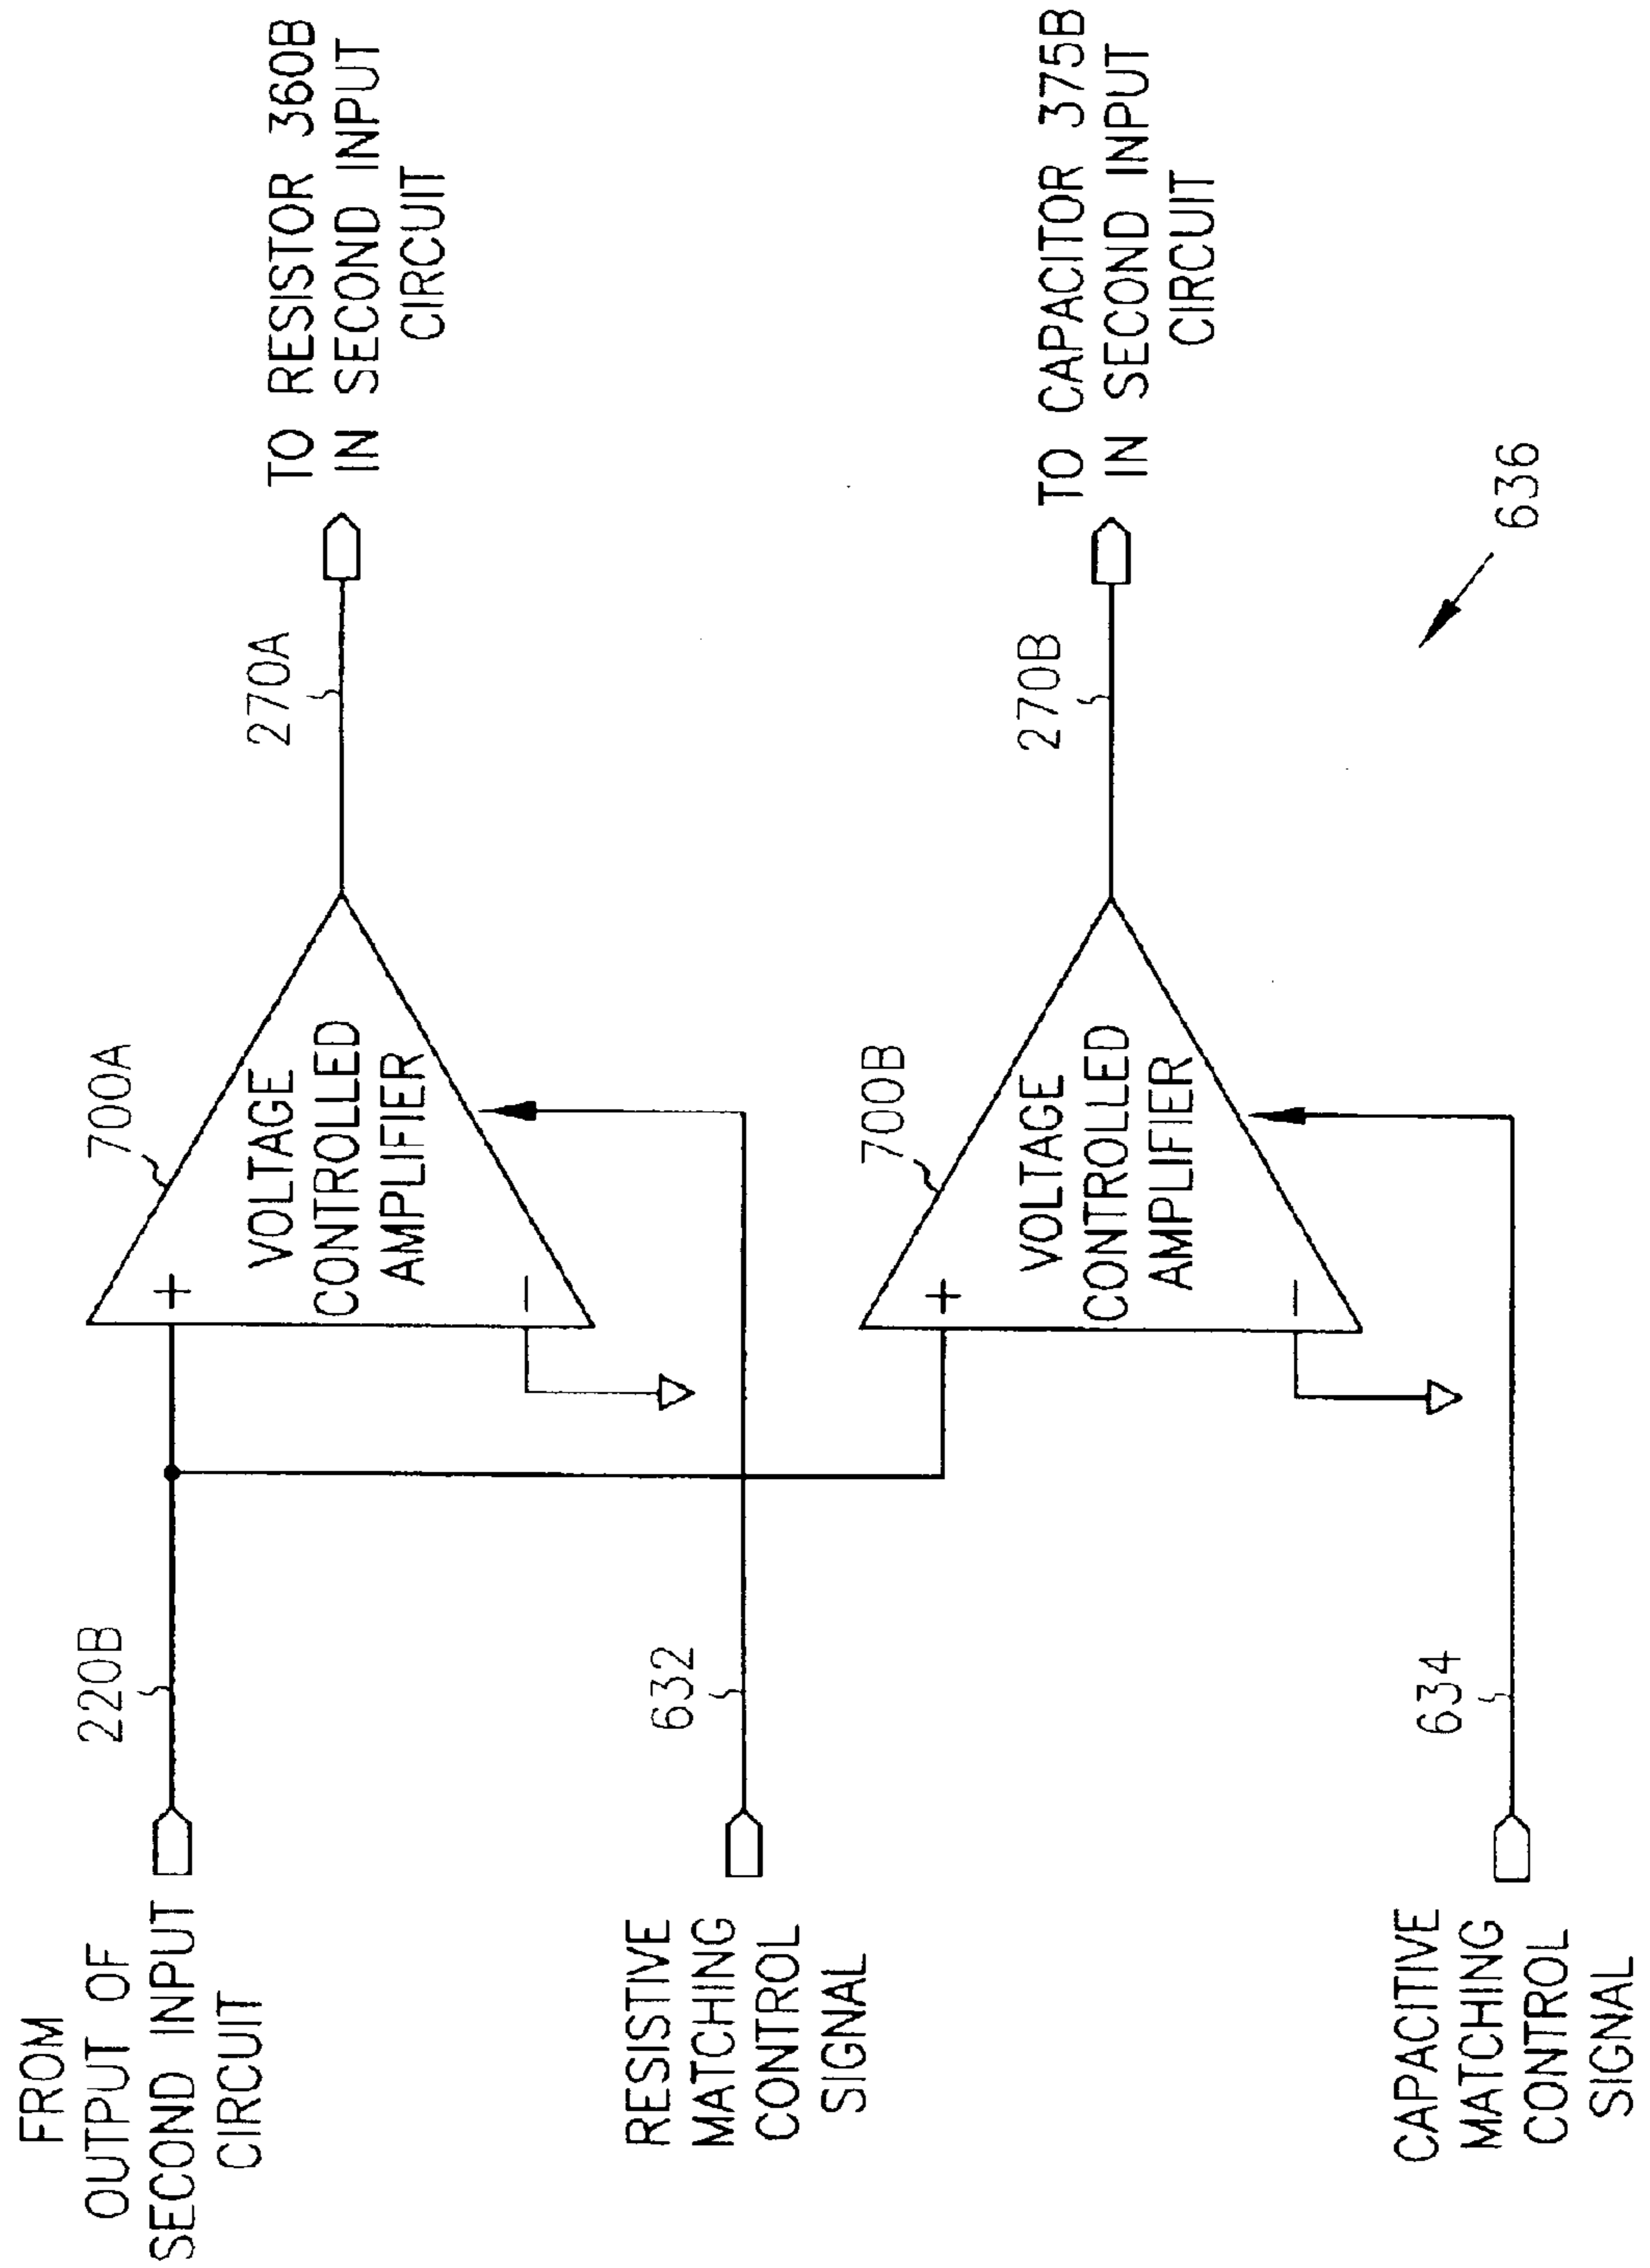 FROM
OUTPUT OF
SECOND INPUT
CIRCUIT
220B
700A
+
VOLTAGE
CONTROLLED
AMPLIFIER
−
270A
TO RESISTOR 360B
IN SECOND INPUT
CIRCUIT
RESISTIVE
MATCHING
CONTROL
SIGNAL
632
700B
+
VOLTAGE
CONTROLLED
AMPLIFIER
−
270B
TO CAPACITOR 375B
IN SECOND INPUT
CIRCUIT
CAPACITIVE
MATCHING
CONTROL
SIGNAL
634
636